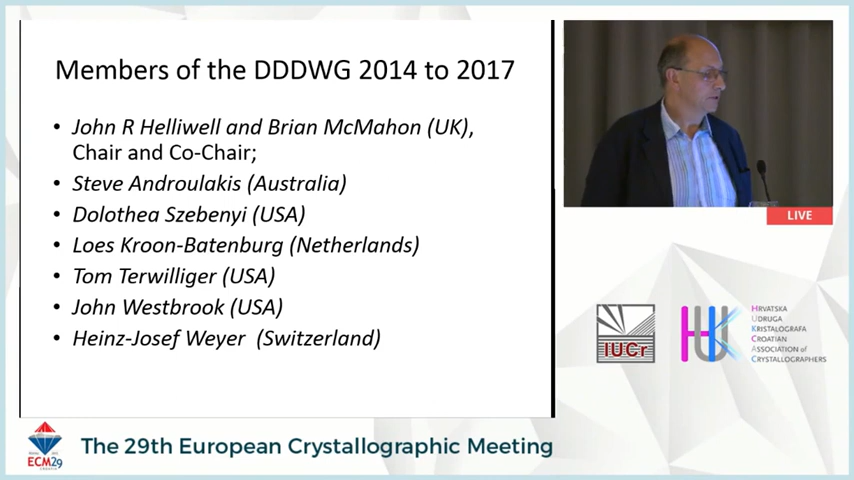 Members of the DDDWG 2014 to 2017
• John R Helliwell and Brian McMahon (UK),
Chair and Co-Chair;
• Steve Androulakis (Australia)
• Dolothea Szebenyi (USA)
• Loes Kroon-Batenburg (Netherlands)
• Tom Terwilliger (USA)
• John Westbrook (USA)
• Heinz-Josef Weyer (Switzerland)
LIVE
IUCr
HUK
HRVATSKA
UDRUGA
KRISTALOGRAFA
CROATIAN
ASSOCIATION of
CRYSTALLOGRAPHERS
ECM29
The 29th European Crystallographic Meeting